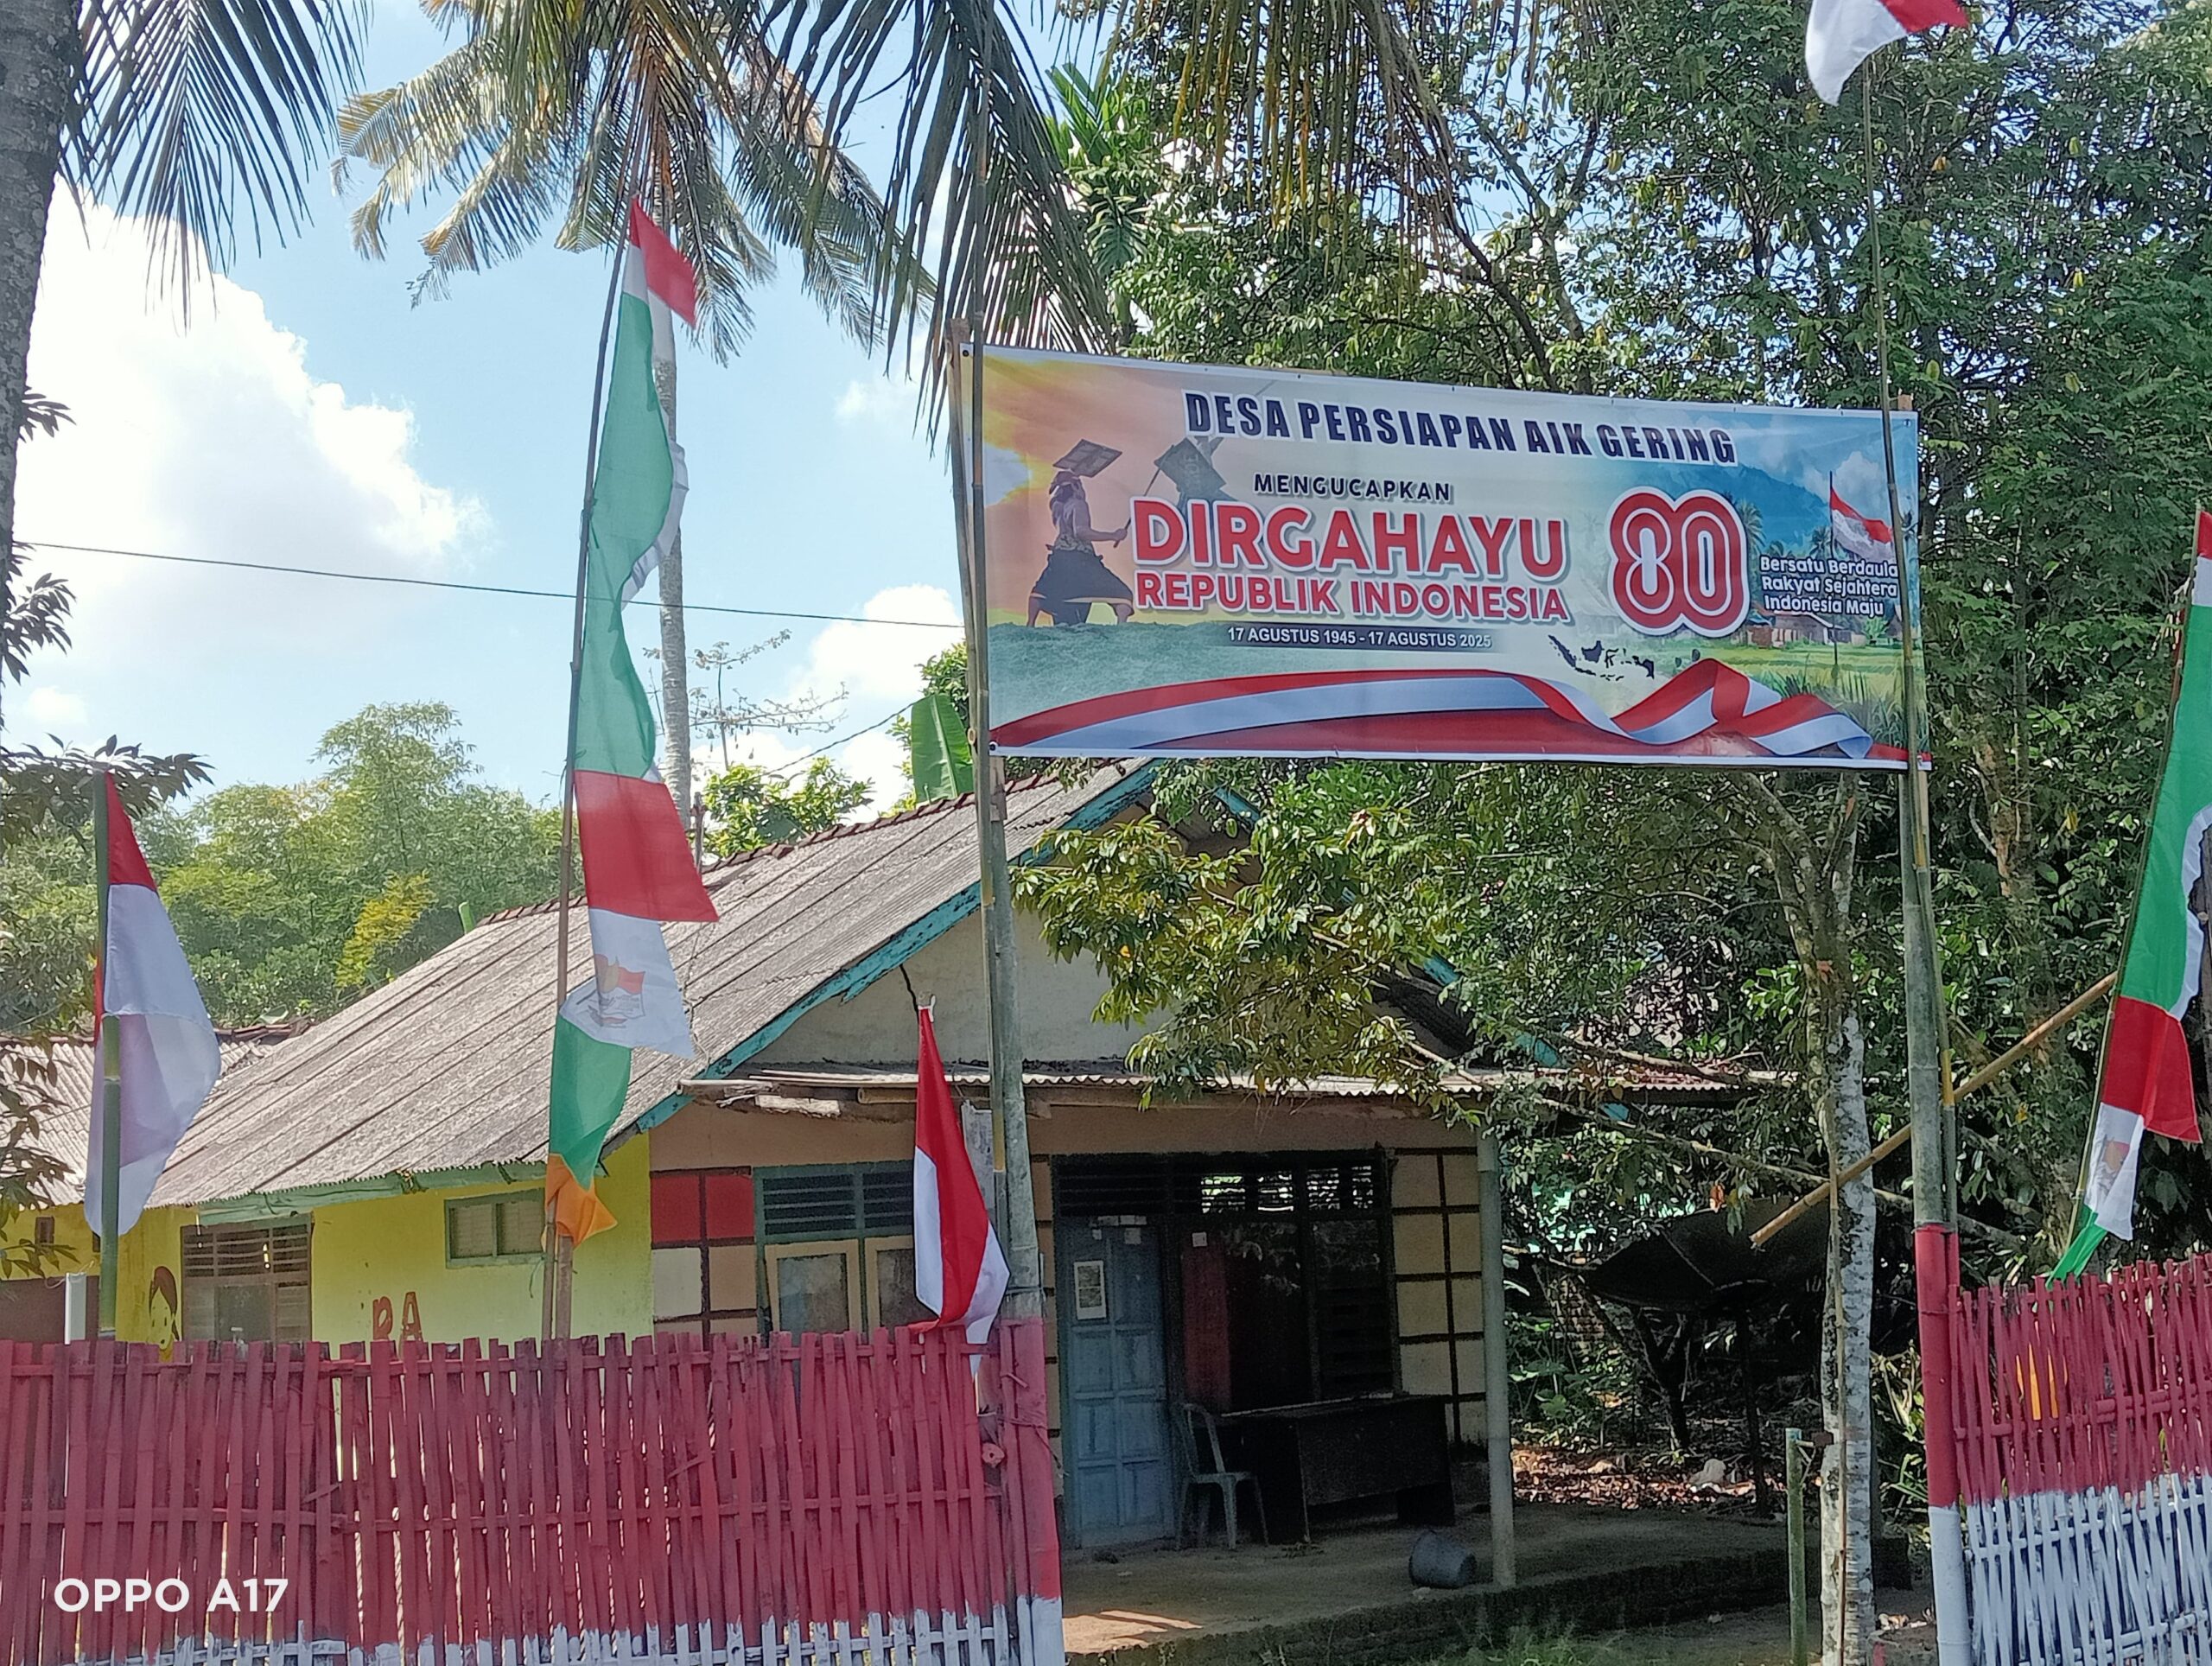 DESA PERSIAPAN AIK GERING
MENGUCAPKAN
DIRGAHAYU
REPUBLIK INDONESIA
17 AGUSTUS 1945 - 17 AGUSTUS 2025
80
Bersatu Berdaula
Rakyat Sejahtera
Indonesia Maju
RA
OPPO A17